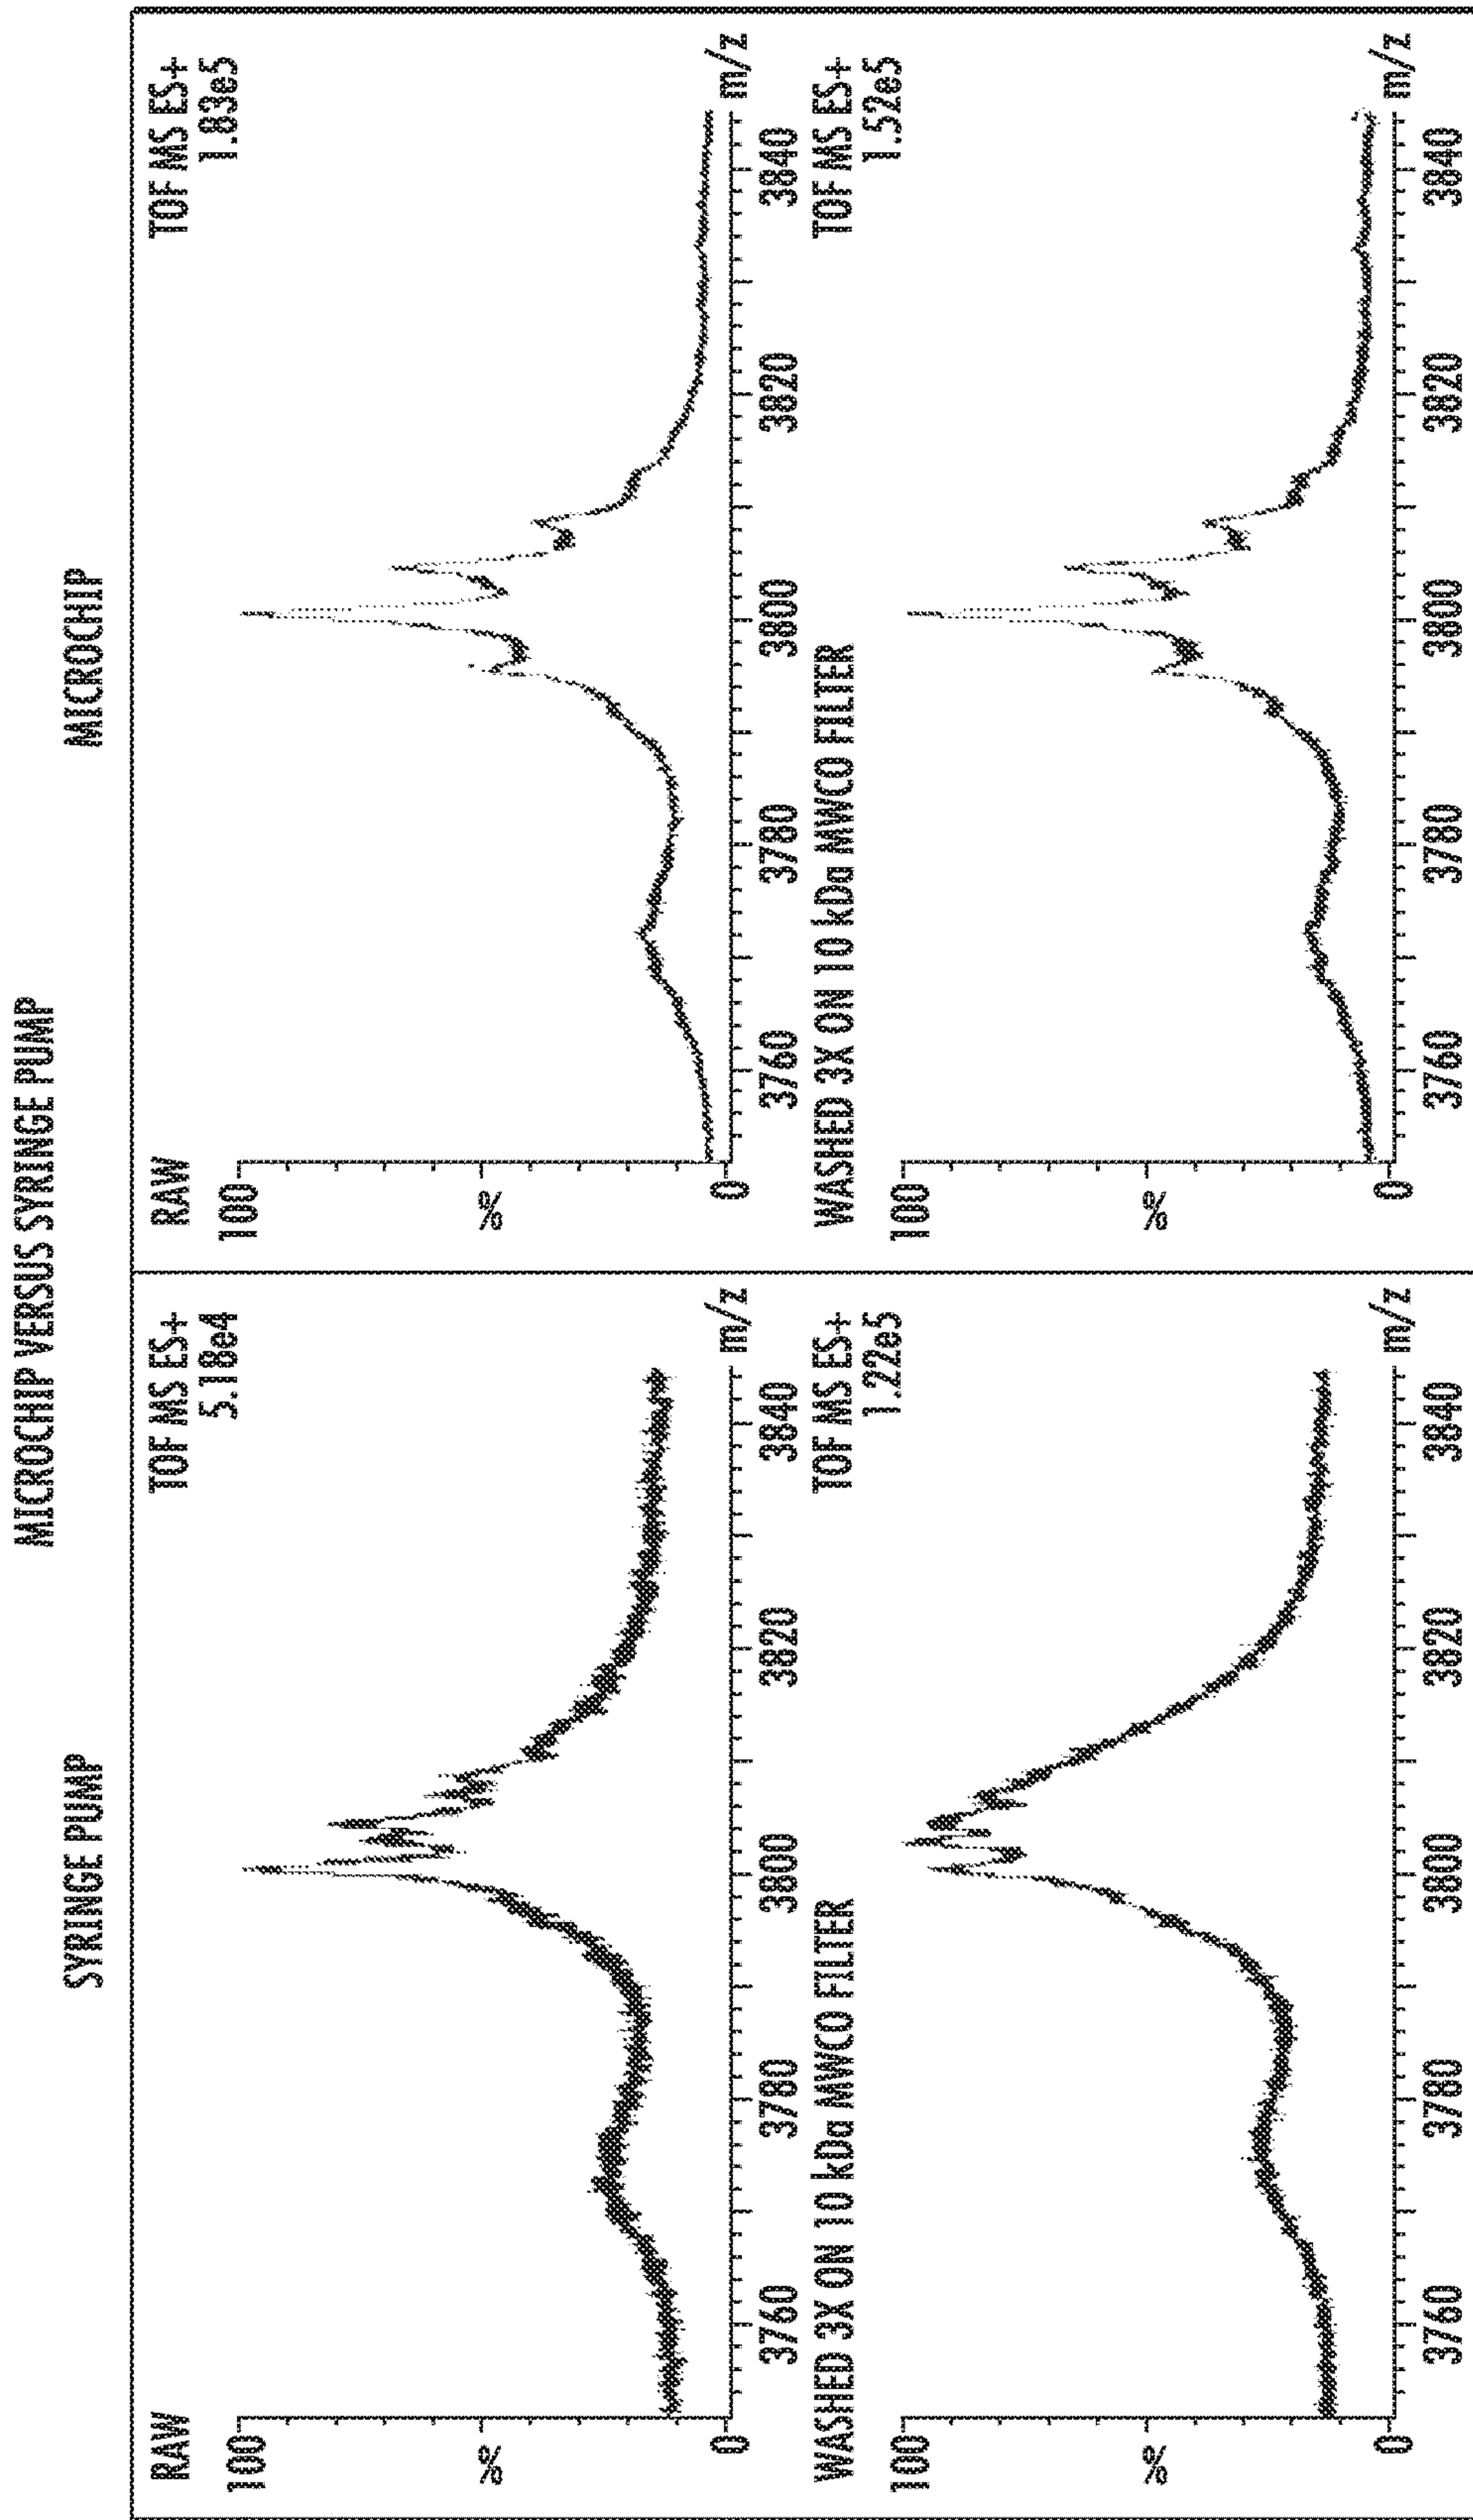 MICROCHIP VERSUS SYRINGE PUMP
SYRINGE PUMP
RAW
TOF MS ES+
5.18e4
100
%
0
3760 3780 3800 3820 3840
m/z
WASHED 3X ON 10 kDa MWCO FILTER
TOF MS ES+
1.22e5
100
%
0
3760 3780 3800 3820 3840
m/z
MICROCHIP
RAW
TOF MS ES+
1.83e5
100
%
0
3760 3780 3800 3820 3840
m/z
WASHED 3X ON 10 kDa MWCO FILTER
TOF MS ES+
1.52e5
100
%
0
3760 3780 3800 3820 3840
m/z